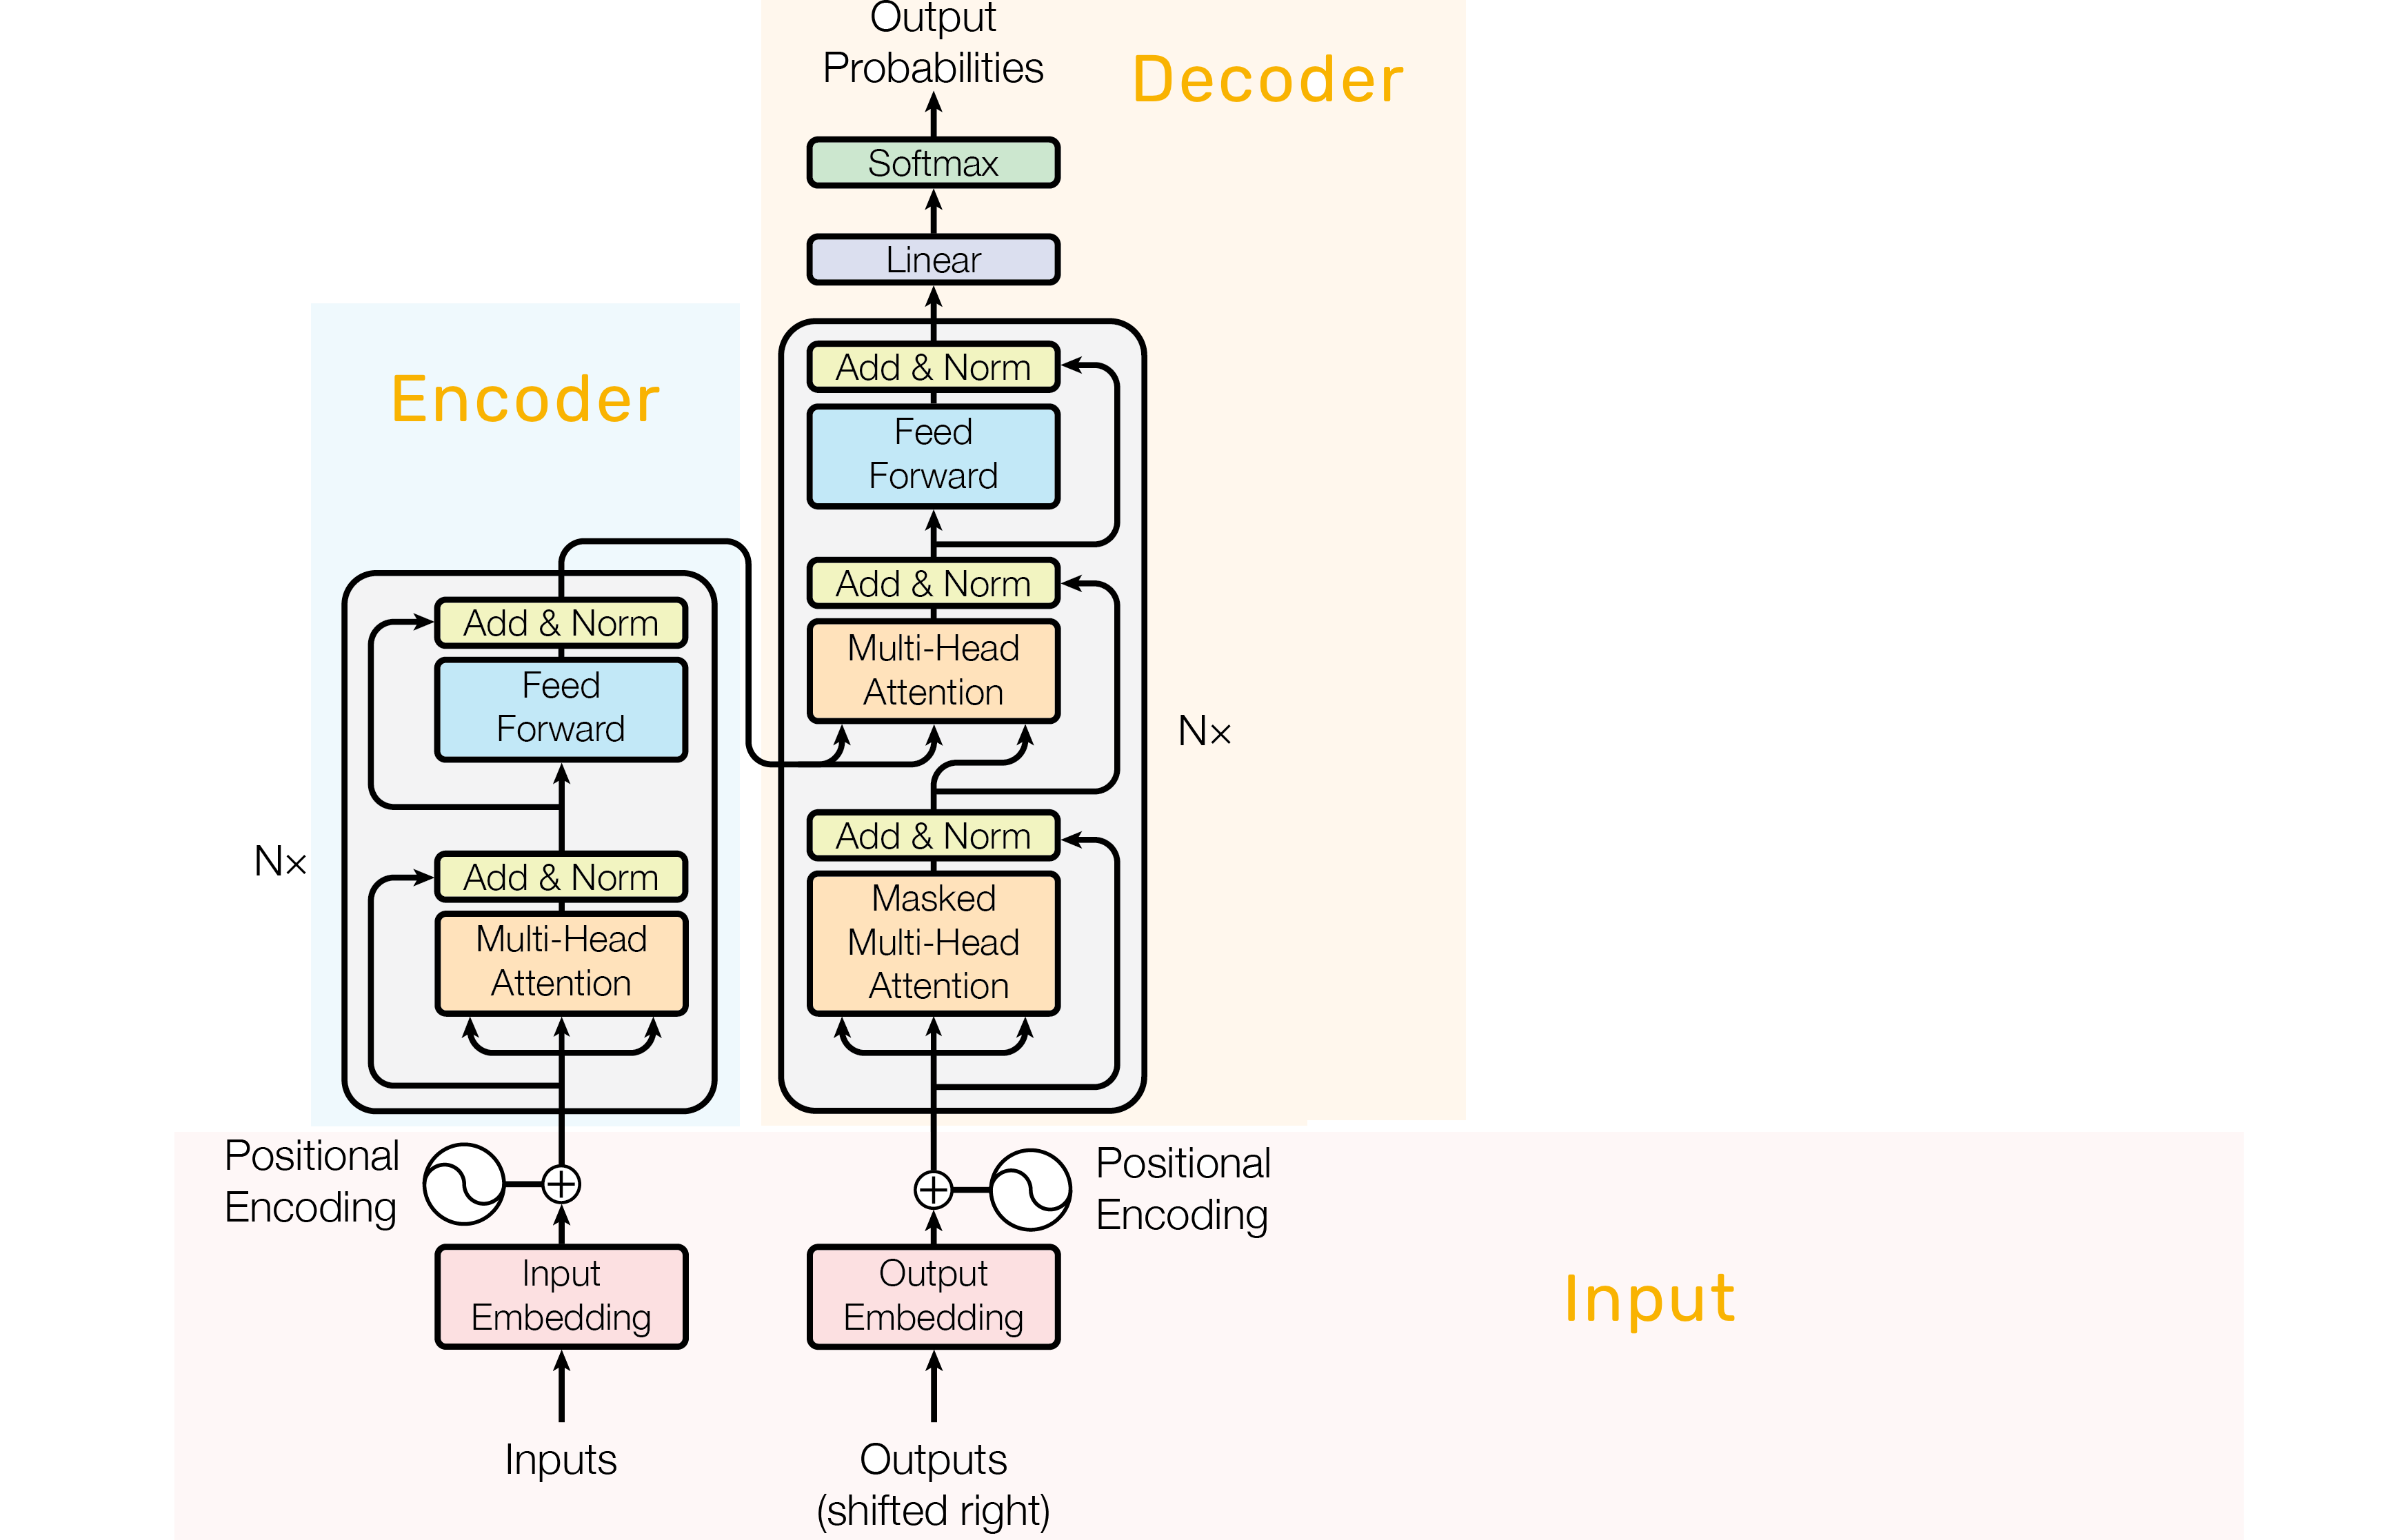 Output
Probabilities
Decoder
Softmax
Linear
Add & Norm
Feed
Forward
Add & Norm
Multi-Head
Attention
Nx
Add & Norm
Masked
Multi-Head
Attention
Encoder
Add & Norm
Feed
Forward
N×
Add & Norm
Multi-Head
Attention
Positional
Encoding
Positional
Encoding
Input
Embedding
Output
Embedding
Input
Inputs
Outputs
(shifted right)